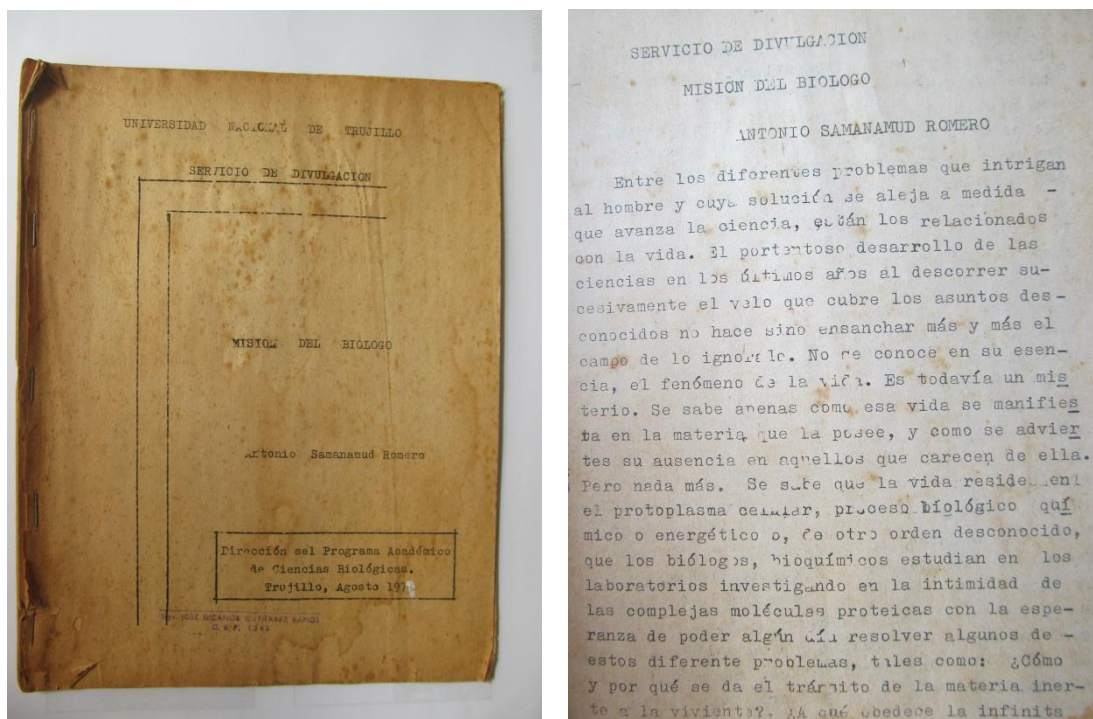 UNIVERSIDAD NACIONAL DE TRUJILLO
SERVICIO DE DIVULGACION
MISION DEL BIOLOGO
Antonio Samanamud Romero
Dirección sel Programa Académico
de Ciencias Biológicas.
Trujillo, Agosto
JOSE NICANOR GUTIERREZ RAMOS
SERVICIO DE DIVULGACION
MISION DEL BIOLOGO
ANTONIO SAMANAMUD ROMERO
Entre los diferentes problemas que intrigan
al hombre y cuya solución se aleja a medida -
que avanza la ciencia, están los relacionados
con la vida. El portentoso desarrollo de las
ciencias en los últimos años al descorrer su-
cesivamente el velo que cubre los asuntos des-
conocidos no hace sino ensanchar más y más el
campo de lo ignorado. No se conoce en su esen-
cia, el fenómeno de la vida. Es todavía un mis
terio. Se sabe apenas como esa vida se manifies
ta en la materia que la posee, y como se advier
tes su ausencia en aquellos que carecen de ella.
Pero nada más. Se sabe que la vida reside en
el protoplasma celular, proceso bíológico quí
mico o energético o, de otro orden desconocido,
que los biólogos, bioquímicos estudian en los
laboratorios investigando en la intimidad de
las complejas moléculas proteicas con la espe-
ranza de poder algún día resolver algunos de -
estos diferente problemas, tales como: ¿Cómo
y por qué se da el tránsito de la materia iner-
te a la vivienta?. ¿A qué obedece la infinita